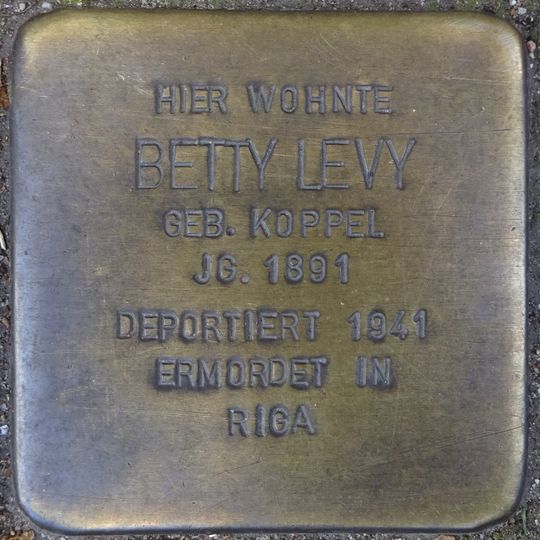 HIER WOHNTE
BETTY LEVY
GEB. KOPPEL
JG. 1891
DEPORTIERT 1941
ERMORDET IN
RIGA